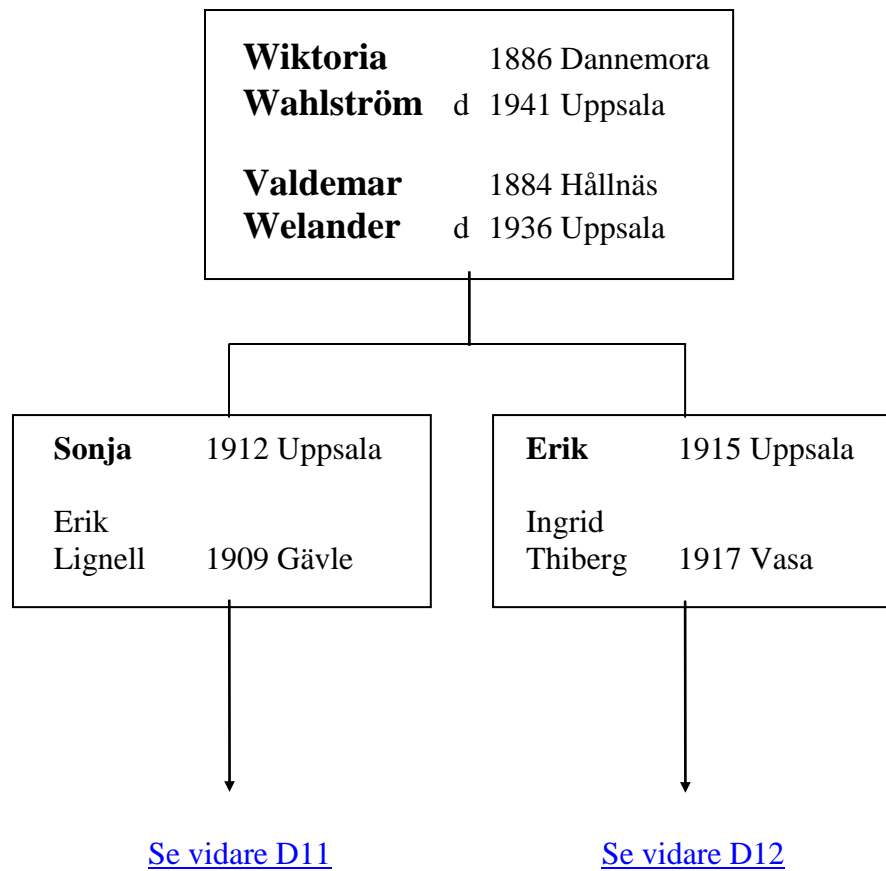 Wiktoria 1886 Dannemora
Wahlström d 1941 Uppsala
Valdemar 1884 Hållnäs
Welander d 1936 Uppsala
Sonja 1912 Uppsala
Erik
Lignell 1909 Gävle
Erik 1915 Uppsala
Ingrid
Thiberg 1917 Vasa
Se vidare D11
Se vidare D12